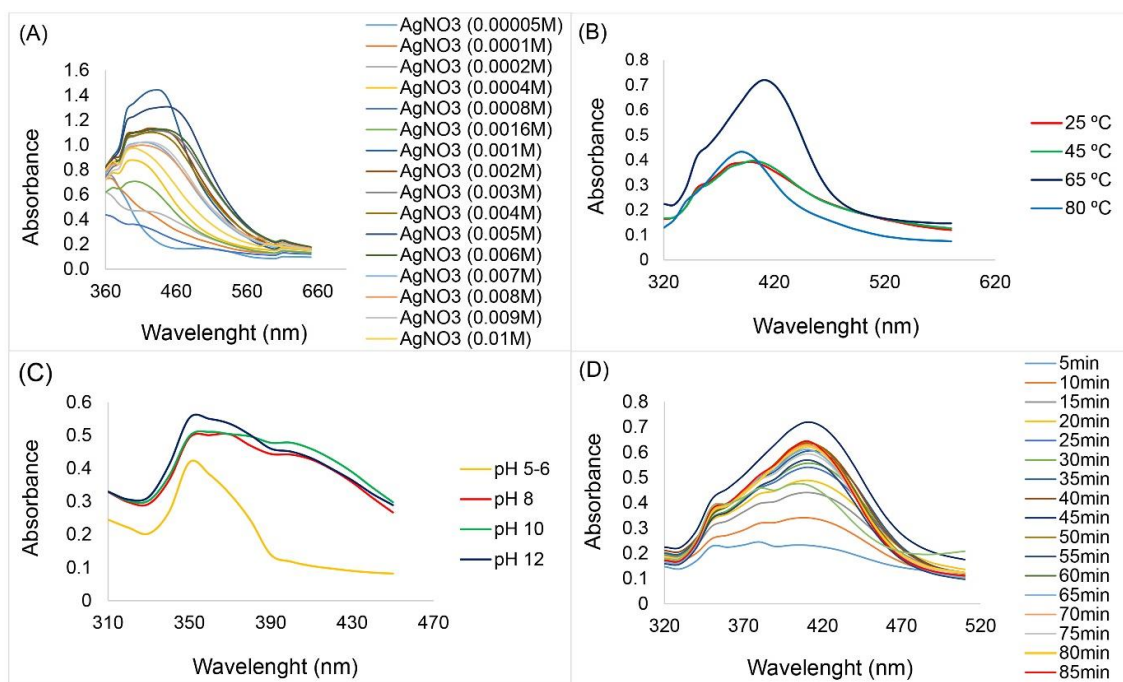 (A)
AgNO3 (0.00005M)
AgNO3 (0.0001M)
AgNO3 (0.0002M)
AgNO3 (0.0004M)
AgNO3 (0.0008M)
AgNO3 (0.0016M)
AgNO3 (0.001M)
AgNO3 (0.002M)
AgNO3 (0.003M)
AgNO3 (0.004M)
AgNO3 (0.005M)
AgNO3 (0.006M)
AgNO3 (0.007M)
AgNO3 (0.008M)
AgNO3 (0.009M)
AgNO3 (0.01M)
Absorbance
1.6
1.4
1.2
1.0
0.8
0.6
0.4
0.2
0.0
360 460 560 660
Wavelenght (nm)
(B)
Absorbance
0.8
0.7
0.6
0.5
0.4
0.3
0.2
0.1
0
320 420 520 620
Wavelenght (nm)
25 ºC
45 ºC
65 ºC
80 ºC
(C)
Absorbance
0.6
0.5
0.4
0.3
0.2
0.1
0
310 350 390 430 470
Wavelenght (nm)
pH 5-6
pH 8
pH 10
pH 12
(D)
Absorbance
0.8
0.7
0.6
0.5
0.4
0.3
0.2
0.1
0
320 370 420 470 520
Wavelenght (nm)
5min
10min
15min
20min
25min
30min
35min
40min
45min
50min
55min
60min
65min
70min
75min
80min
85min